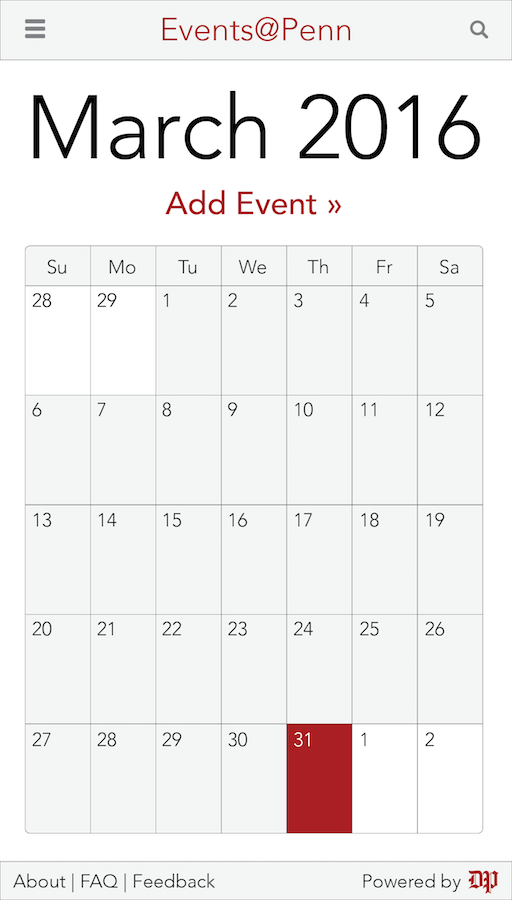 Events@Penn
March 2016
Add Event »
Su Mo Tu We Th Fr Sa
28 29 1 2 3 4 5
6 7 8 9 10 11 12
13 14 15 16 17 18 19
20 21 22 23 24 25 26
27 28 29 30 31 1 2
About | FAQ | Feedback Powered by DP